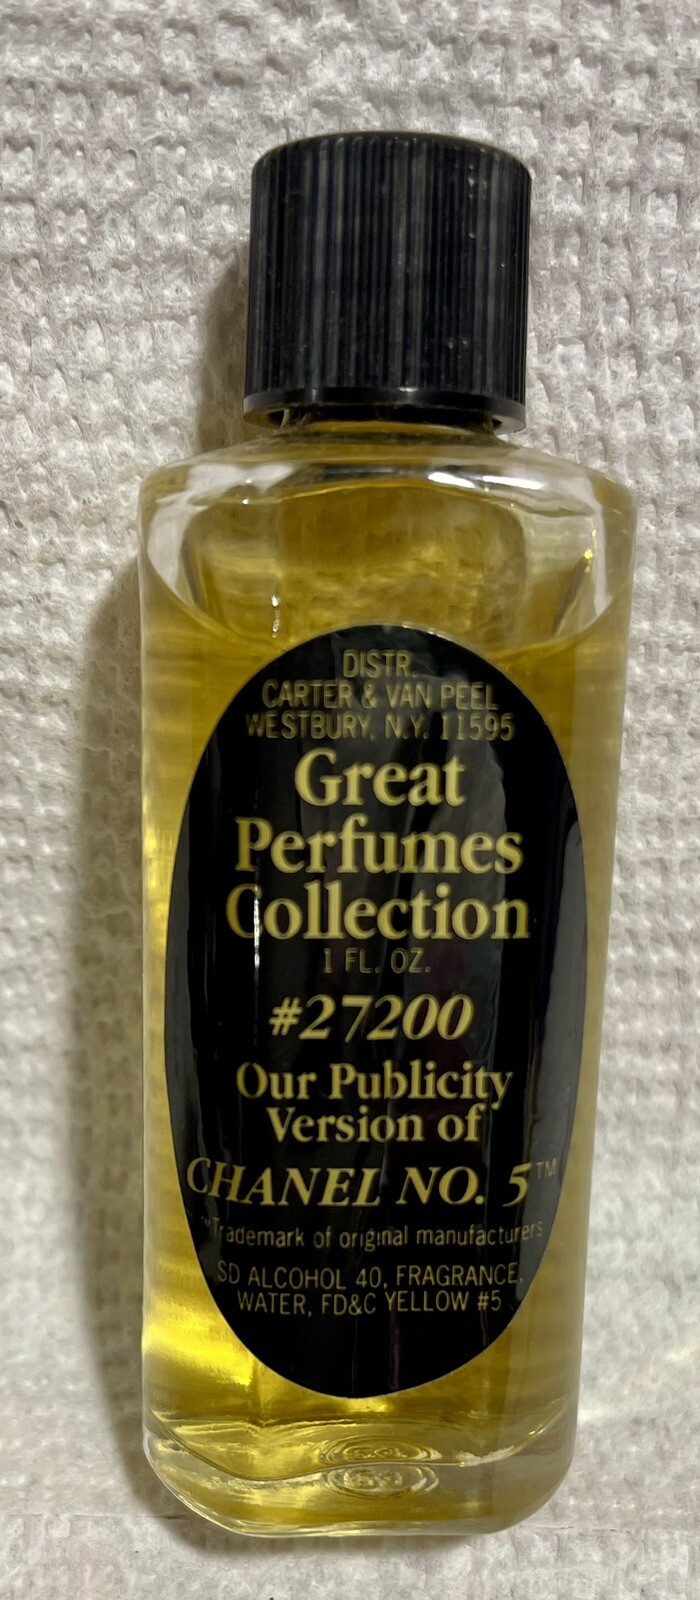 DISTR.
CARTER & VAN PEEL
WESTBURY, N.Y. 11595
Great
Perfumes
Collection
1 FL. OZ.
#27200
Our Publicity
Version of
CHANEL NO. 5™
™Trademark of original manufacturers
SD ALCOHOL 40, FRAGRANCE,
WATER, FD&C YELLOW #5